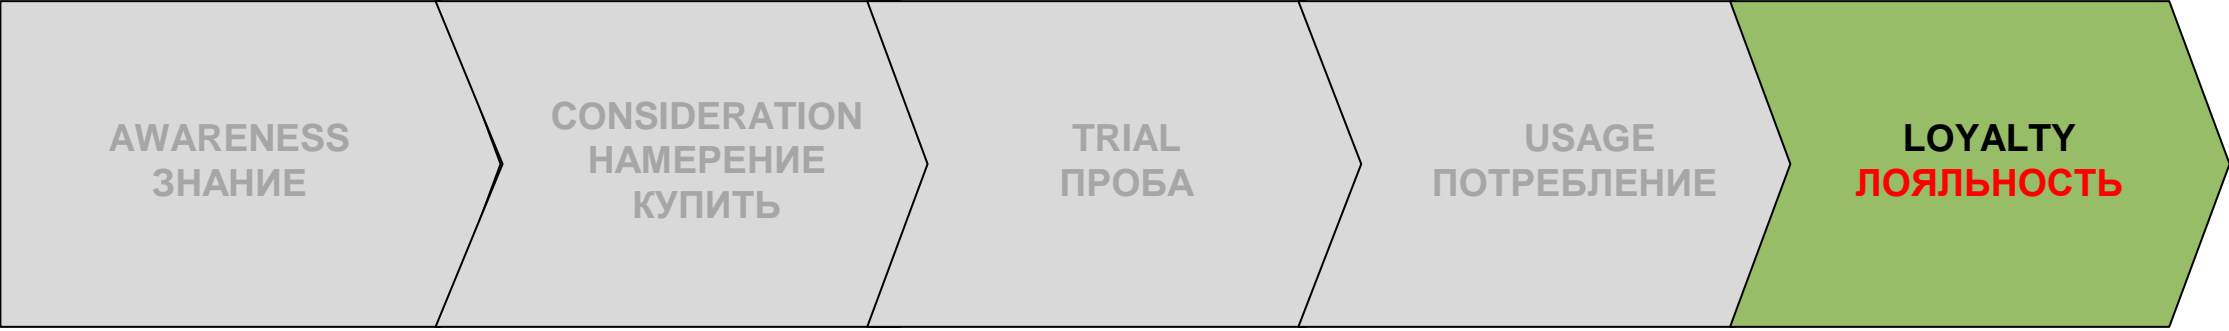 AWARENESS
ЗНАНИЕ
CONSIDERATION
НАМЕРЕНИЕ
КУПИТЬ
TRIAL
ПРОБА
USAGE
ПОТРЕБЛЕНИЕ
LOYALTY
ЛОЯЛЬНОСТЬ